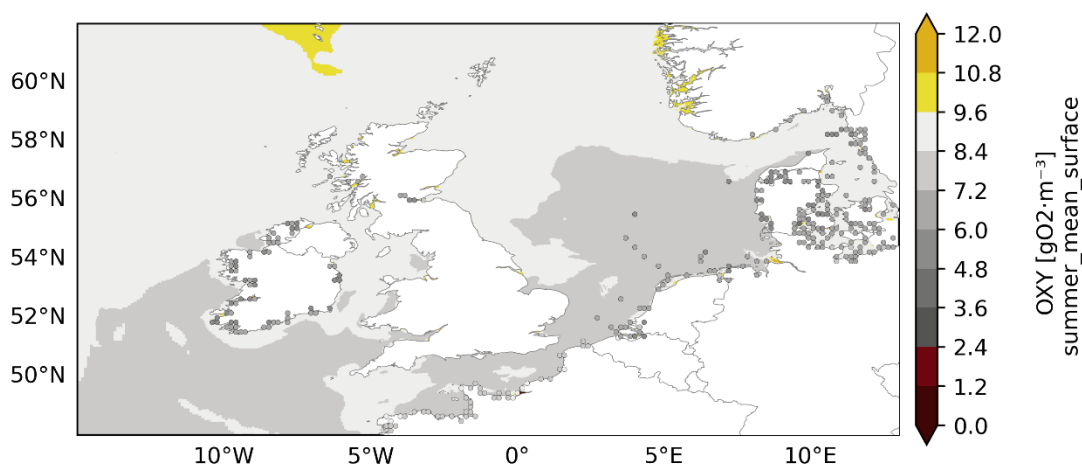 60°N
58°N
56°N
54°N
52°N
50°N
10°W
5°W
0°
5°E
10°E
12.0
10.8
9.6
8.4
7.2
6.0
4.8
3.6
2.4
1.2
0.0
OXY [gO2·m⁻³]
summer_mean_surface